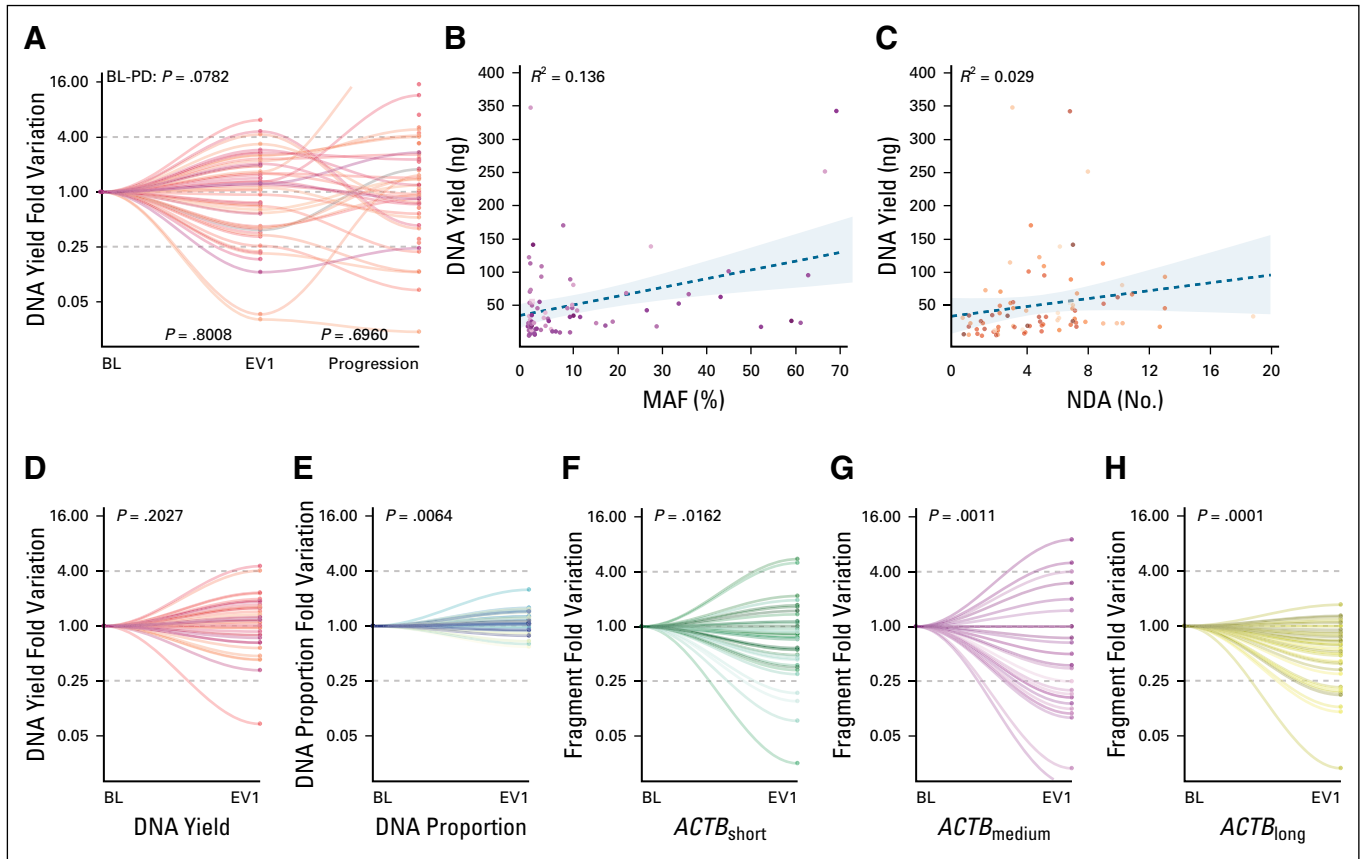 A
BL-PD: P = .0782
DNA Yield Fold Variation
16.00
4.00
1.00
0.25
0.05
P = .8008
P = .6960
BL
EV1
Progression
B
R² = 0.136
DNA Yield (ng)
400
350
300
250
200
150
100
50
0 10 20 30 40 50 60 70
MAF (%)
C
R² = 0.029
DNA Yield (ng)
400
350
300
250
200
150
100
50
0 4 8 12 16 20
NDA (No.)
D
P = .2027
DNA Yield Fold Variation
16.00
4.00
1.00
0.25
0.05
BL EV1
DNA Yield
E
P = .0064
DNA Proportion Fold Variation
16.00
4.00
1.00
0.25
0.05
BL EV1
DNA Proportion
F
P = .0162
Fragment Fold Variation
16.00
4.00
1.00
0.25
0.05
BL EV1
ACTBshort
G
P = .0011
Fragment Fold Variation
16.00
4.00
1.00
0.25
0.05
BL EV1
ACTBmedium
H
P = .0001
Fragment Fold Variation
16.00
4.00
1.00
0.25
0.05
BL EV1
ACTBlong